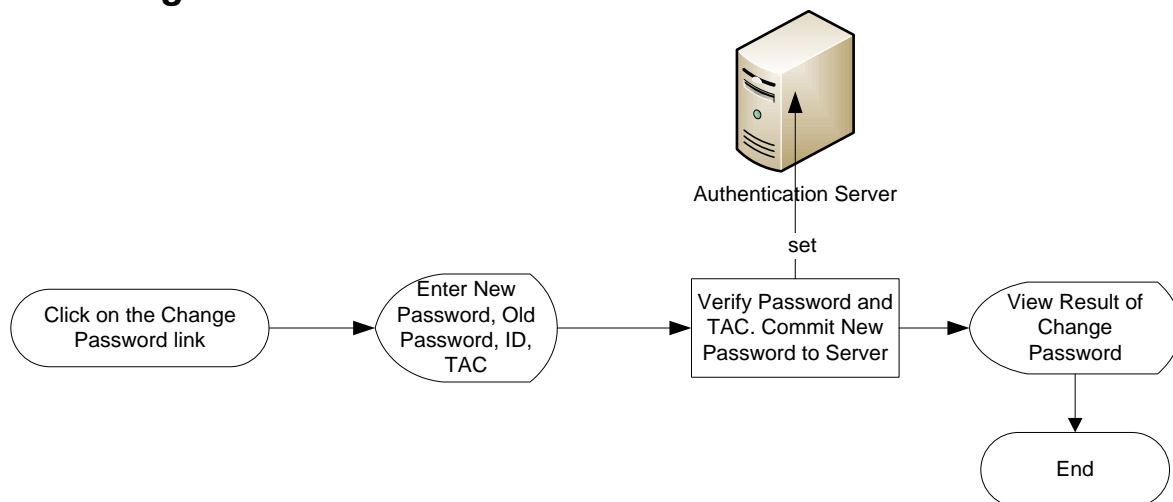 Authentication Server
set
Click on the Change
Password link
Enter New
Password, Old
Password, ID,
TAC
Verify Password and
TAC. Commit New
Password to Server
View Result of
Change
Password
End